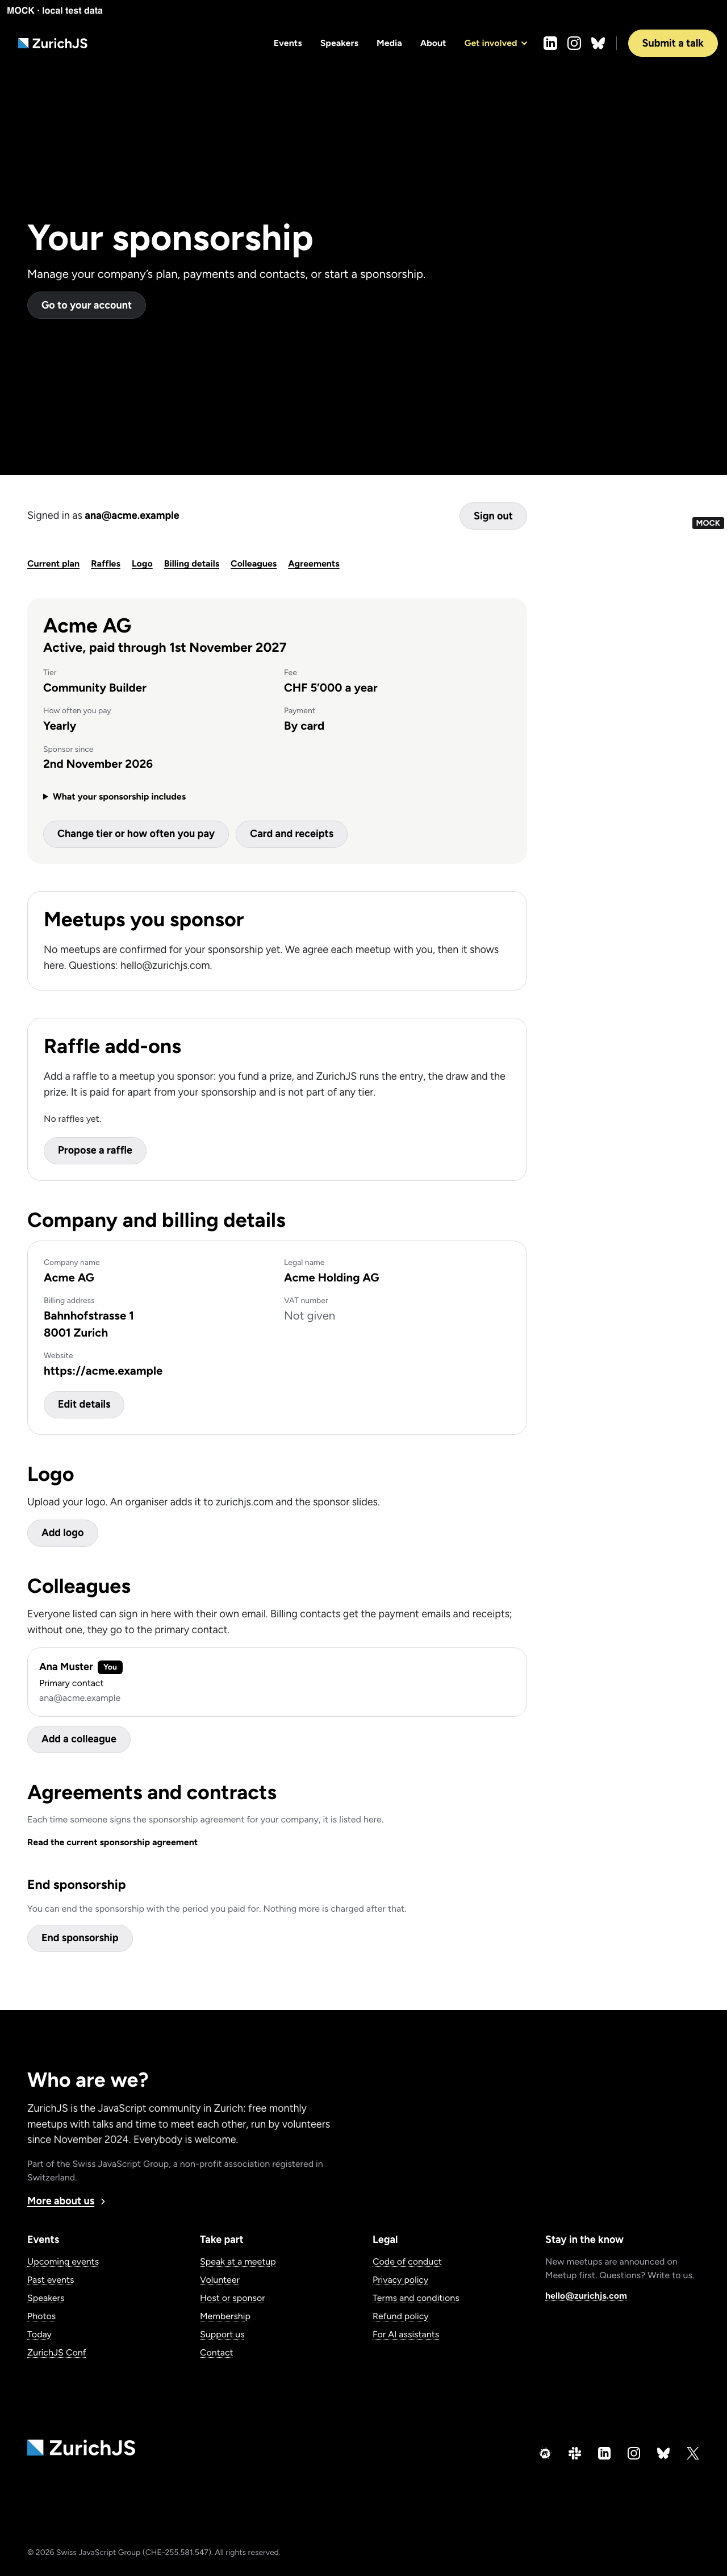 MOCK · local test data
ZurichJS
Events
Speakers
Media
About
Get involved
Submit a talk
Your sponsorship
Manage your company’s plan, payments and contacts, or start a sponsorship.
Go to your account
Signed in as ana@acme.example
Sign out
MOCK
Current plan
Raffles
Logo
Billing details
Colleagues
Agreements
Acme AG
Active, paid through 1st November 2027
Tier
Community Builder
Fee
CHF 5’000 a year
How often you pay
Yearly
Payment
By card
Sponsor since
2nd November 2026
What your sponsorship includes
Change tier or how often you pay
Card and receipts
Meetups you sponsor
No meetups are confirmed for your sponsorship yet. We agree each meetup with you, then it shows
here. Questions: hello@zurichjs.com.
Raffle add-ons
Add a raffle to a meetup you sponsor: you fund a prize, and ZurichJS runs the entry, the draw and the
prize. It is paid for apart from your sponsorship and is not part of any tier.
No raffles yet.
Propose a raffle
Company and billing details
Company name
Acme AG
Legal name
Acme Holding AG
Billing address
Bahnhofstrasse 1
8001 Zurich
VAT number
Not given
Website
https://acme.example
Edit details
Logo
Upload your logo. An organiser adds it to zurichjs.com and the sponsor slides.
Add logo
Colleagues
Everyone listed can sign in here with their own email. Billing contacts get the payment emails and receipts;
without one, they go to the primary contact.
Ana Muster You
Primary contact
ana@acme.example
Add a colleague
Agreements and contracts
Each time someone signs the sponsorship agreement for your company, it is listed here.
Read the current sponsorship agreement
End sponsorship
You can end the sponsorship with the period you paid for. Nothing more is charged after that.
End sponsorship
Who are we?
ZurichJS is the JavaScript community in Zurich: free monthly
meetups with talks and time to meet each other, run by volunteers
since November 2024. Everybody is welcome.
Part of the Swiss JavaScript Group, a non-profit association registered in
Switzerland.
More about us
Events
Upcoming events
Past events
Speakers
Photos
Today
ZurichJS Conf
Take part
Speak at a meetup
Volunteer
Host or sponsor
Membership
Support us
Contact
Legal
Code of conduct
Privacy policy
Terms and conditions
Refund policy
For AI assistants
Stay in the know
New meetups are announced on
Meetup first. Questions? Write to us.
hello@zurichjs.com
ZurichJS
© 2026 Swiss JavaScript Group (CHE-255.581.547). All rights reserved.